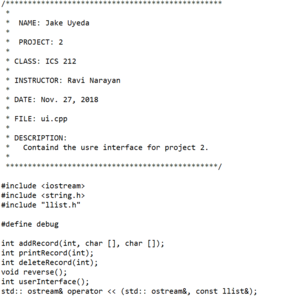 /*************************************************
*
* NAME: Jake Uyeda
*
* PROJECT: 2
*
* CLASS: ICS 212
*
* INSTRUCTOR: Ravi Narayan
*
* DATE: Nov. 27, 2018
*
* FILE: ui.cpp
*
* DESCRIPTION:
* Containd the usre interface for project 2.
*
*************************************************/
#include <iostream>
#include <string.h>
#include "llist.h"
#define debug
int addRecord(int, char [], char []);
int printRecord(int);
int deleteRecord(int);
void reverse();
int userInterface();
std:: ostream& operator << (std:: ostream&, const llist&);